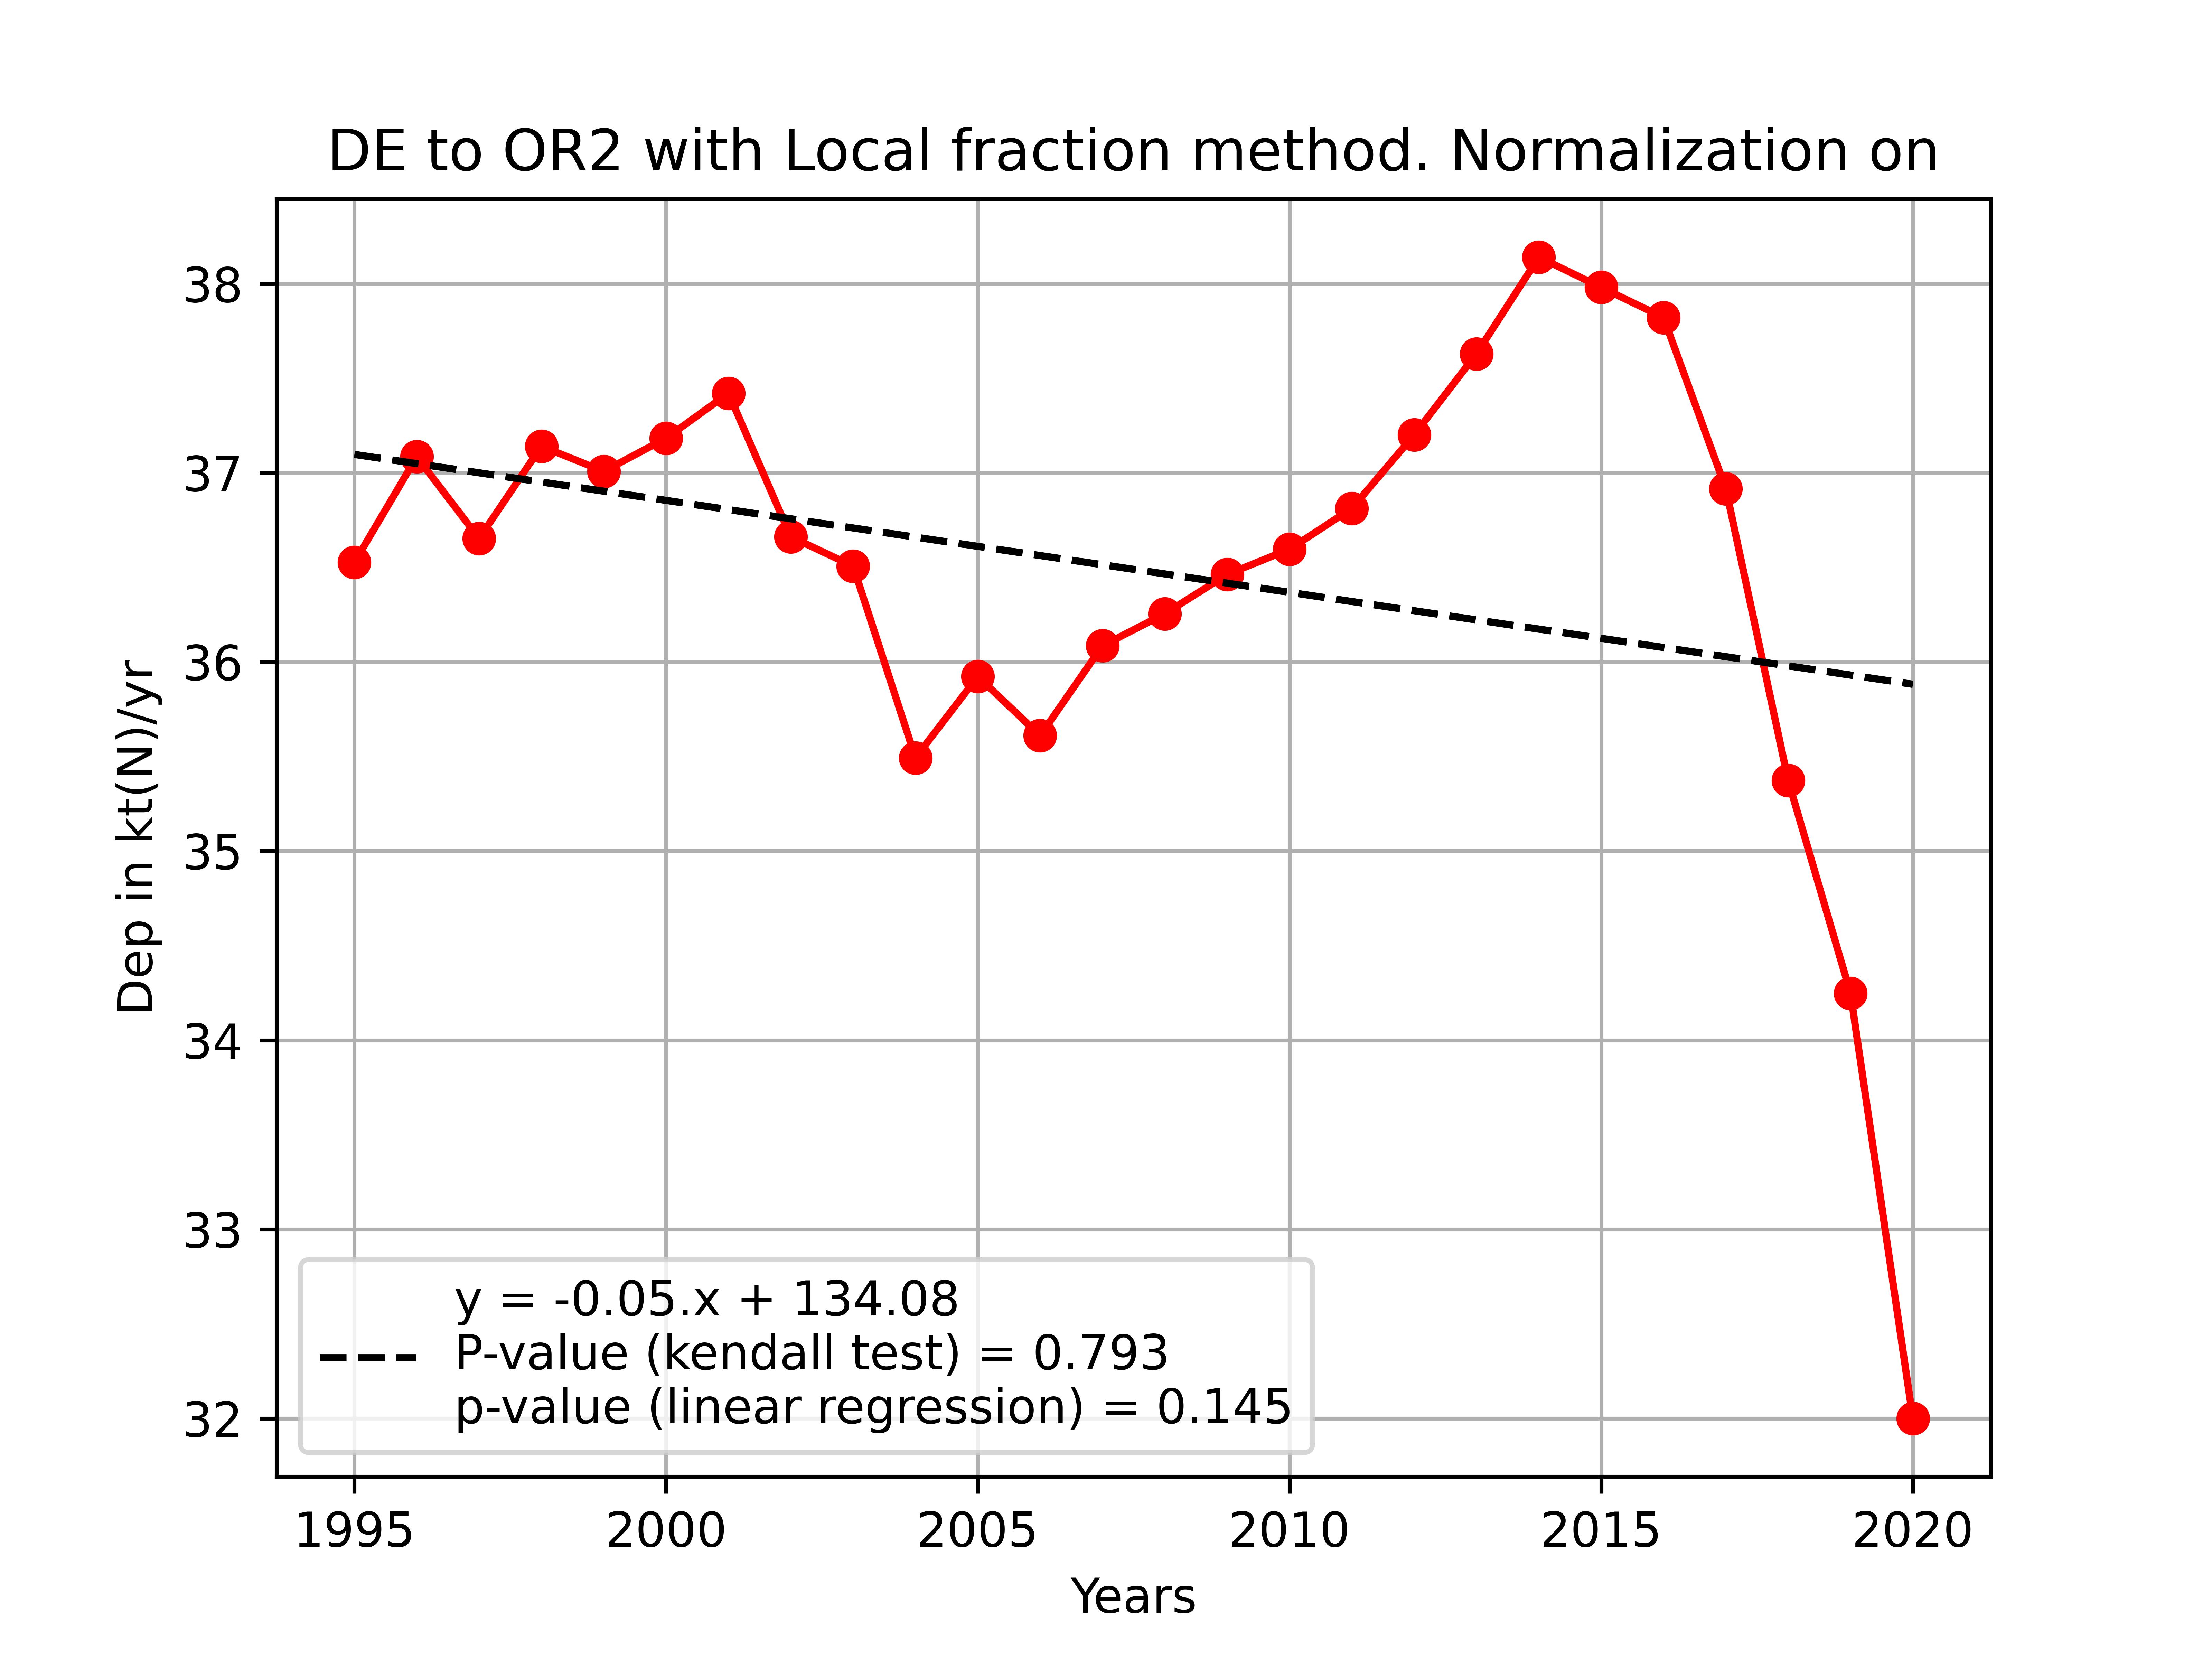 DE to OR2 with Local fraction method. Normalization on
38
37
36
35
34
33
32
Dep in kt(N)/yr
y = -0.05.x + 134.08
P-value (kendall test) = 0.793
p-value (linear regression) = 0.145
1995 2000 2005 2010 2015 2020
Years